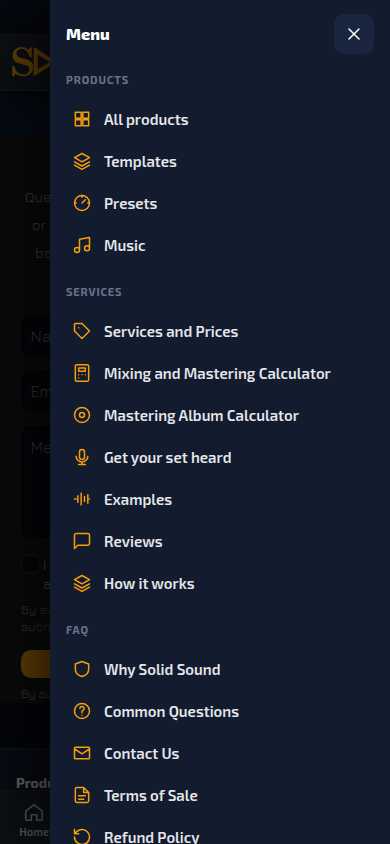 Menu
PRODUCTS
All products
Templates
Presets
Music
SERVICES
Services and Prices
Mixing and Mastering Calculator
Mastering Album Calculator
Get your set heard
Examples
Reviews
How it works
FAQ
Why Solid Sound
Common Questions
Contact Us
Terms of Sale
Refund Policy
Home